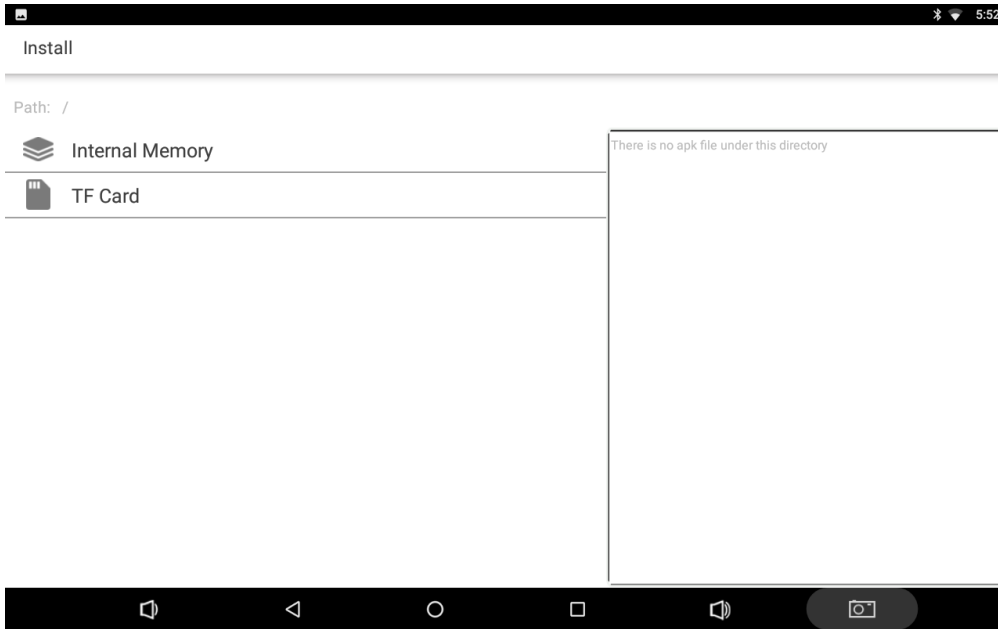 5:52
Install
Path: /
Internal Memory
There is no apk file under this directory
TF Card